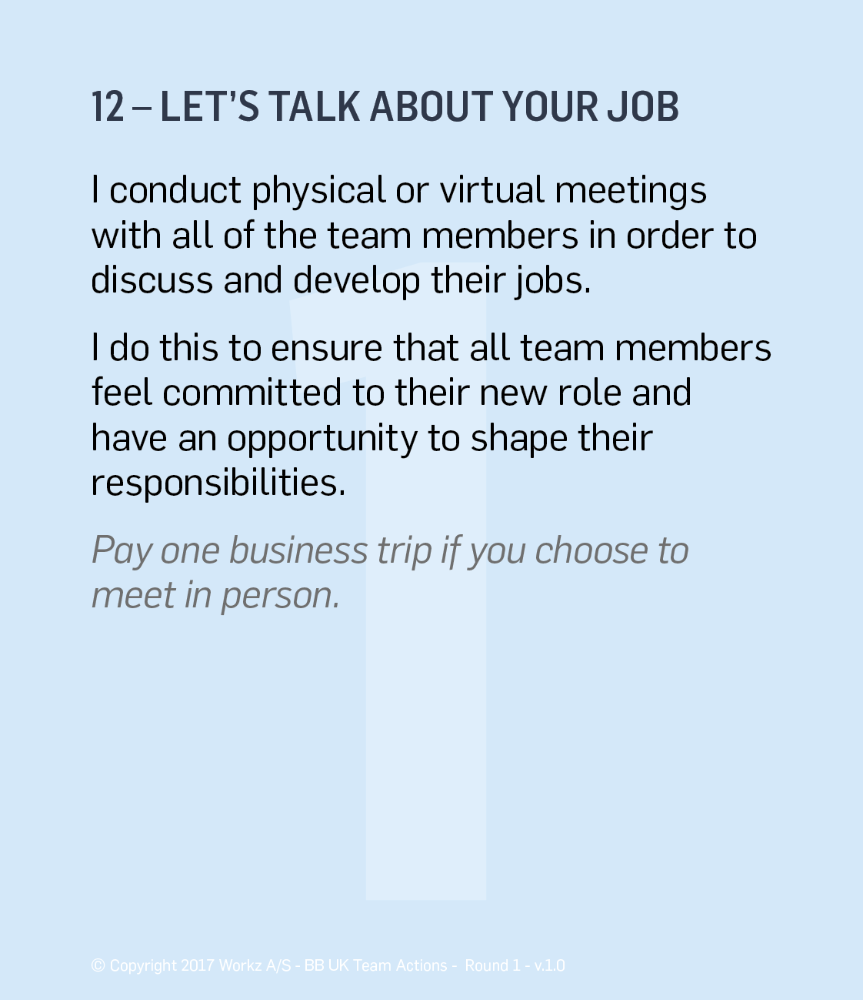 12 – LET’S TALK ABOUT YOUR JOB
I conduct physical or virtual meetings
with all of the team members in order to
discuss and develop their jobs.
I do this to ensure that all team members
feel committed to their new role and
have an opportunity to shape their
responsibilities.
Pay one business trip if you choose to
meet in person.
1
© Copyright 2017 Workz A/S - BB UK Team Actions -  Round 1 - v.1.0